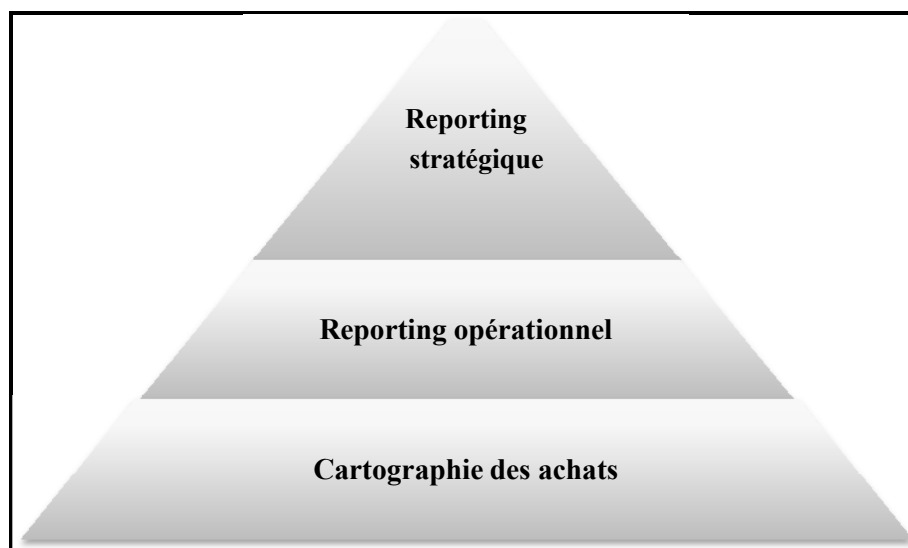 Reporting
stratégique
Reporting opérationnel
Cartographie des achats